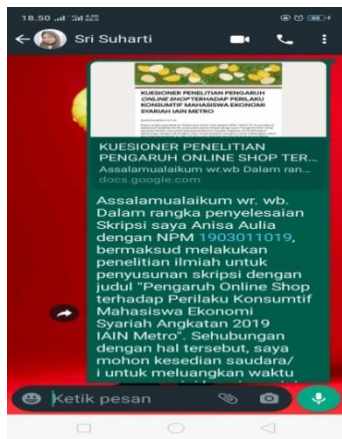 18.50
Sri Suharti
KUESIONER PENELITIAN PENGARUH
ONLINE SHOP TERHADAP PERILAKU
KONSUMTIF MAHASISWA EKONOMI
SYARIAH IAIN METRO
KUESIONER PENELITIAN
PENGARUH ONLINE SHOP TER...
Assalamualaikum wr.wb Dalam ran...
docs.google.com
Assalamualaikum wr. wb.
Dalam rangka penyelesaian
Skripsi saya Anisa Aulia
dengan NPM 1903011019,
bermaksud melakukan
penelitian ilmiah untuk
penyusunan skripsi dengan
judul "Pengaruh Online Shop
terhadap Perilaku Konsumtif
Mahasiswa Ekonomi
Syariah Angkatan 2019
IAIN Metro". Sehubungan
dengan hal tersebut, saya
mohon kesedian saudara/
i untuk meluangkan waktu
Ketik pesan